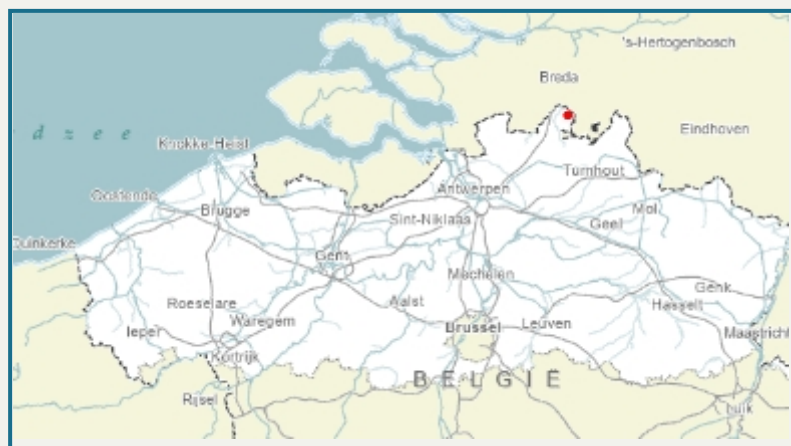 's-Hertogenbosch
Breda
d z e e
Eindhoven
Knokke-Heist
Turnhout
Antwerpen
Oostende
Mol
Brugge
Sint-Niklaas
Geel
Duinkerke
Gent
Mechelen
Genk
Roeselare
Aalst
Hasselt
Waregem
Brussel
Leuven
Ieper
Maastricht
Kortrijk
BELGIË
Rijsel
Luik